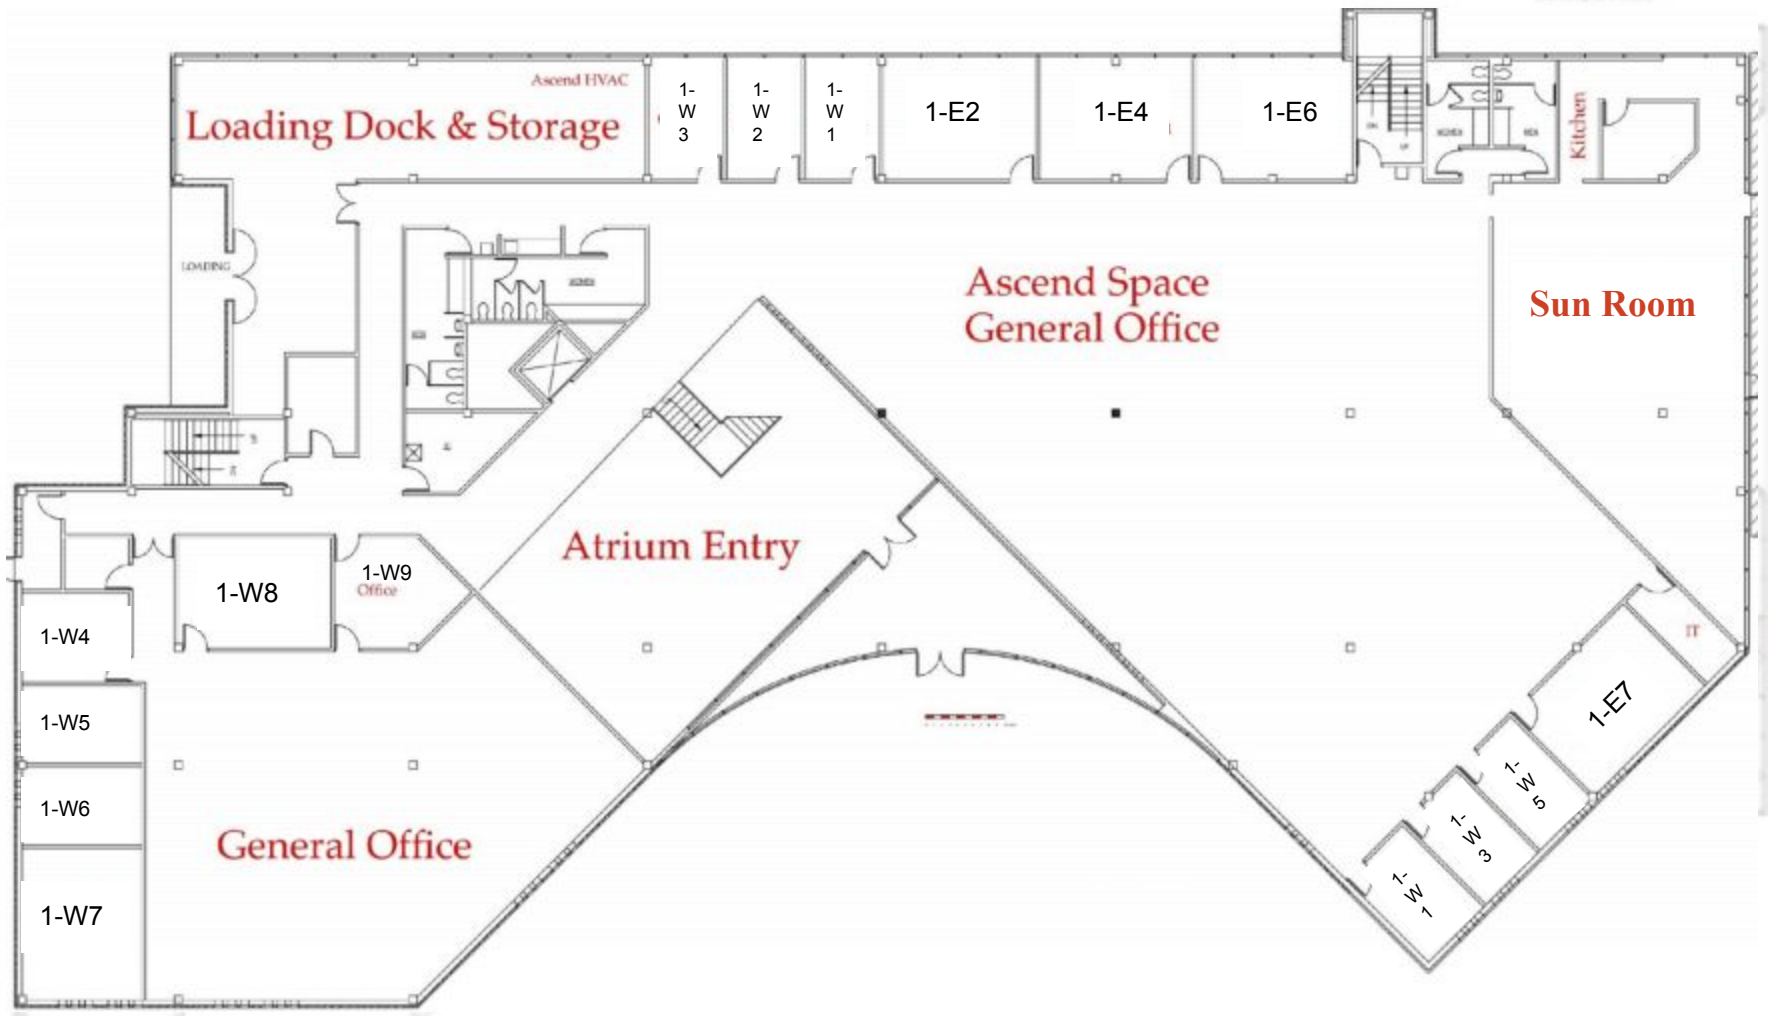 Ascend HVAC
Loading Dock & Storage
1-
W
3
1-
W
2
1-
W
1
1-E2
1-E4
1-E6
Kitchen
LOADING
Ascend Space
General Office
Sun Room
Atrium Entry
1-W8
1-W9
Office
1-W4
1-W5
1-W6
1-W7
General Office
IT
1-E7
1-
W
5
1-
W
3
1-
W
1